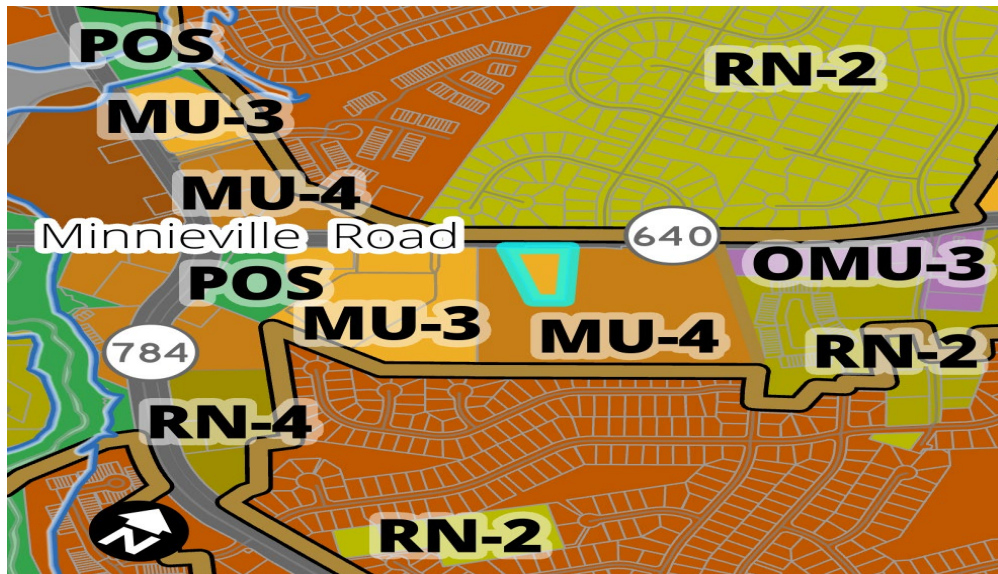 POS
RN-2
MU-3
MU-4
Minnieville Road
640
POS
OMU-3
MU-3
MU-4
784
RN-2
RN-4
N
RN-2